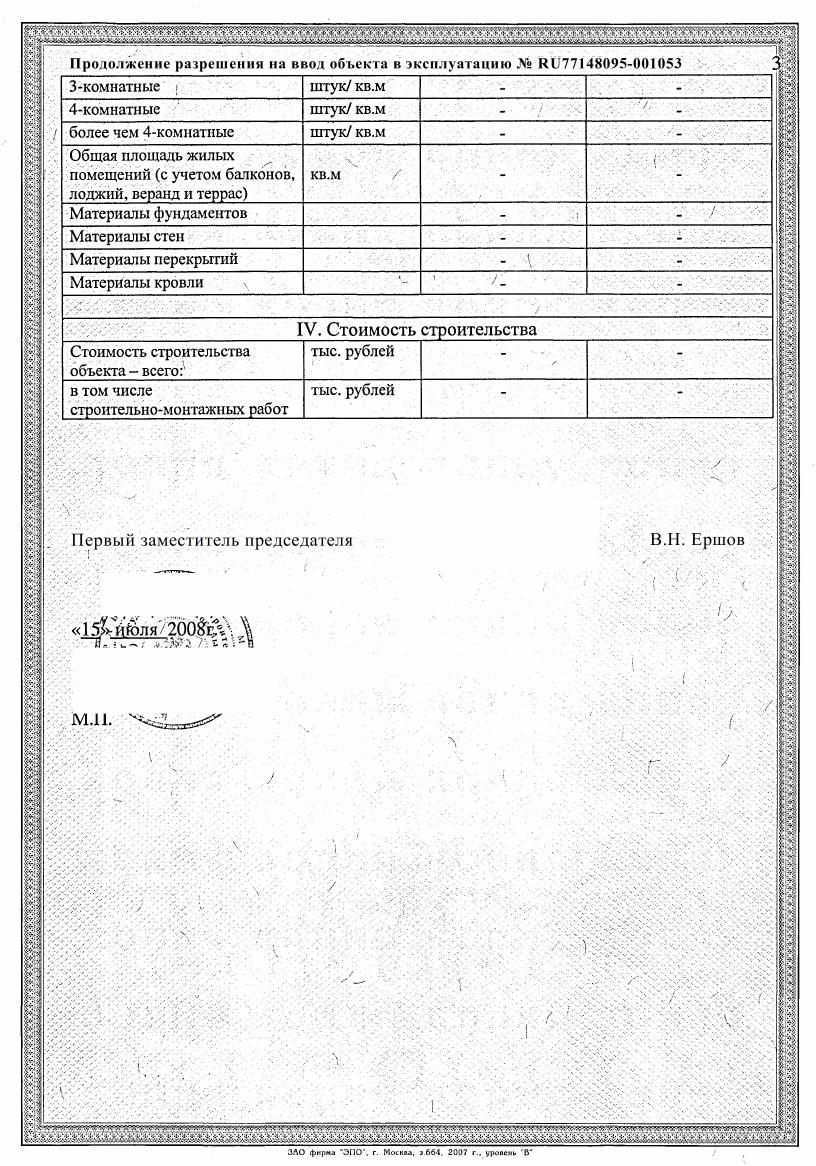 Продолжение разрешения на ввод объекта в эксплуатацию № RU77148095-001053
3
3-комнатные штук/ кв.м - -
4-комнатные штук/ кв.м - -
более чем 4-комнатные штук/ кв.м - -
Общая площадь жилых
помещений (с учетом балконов, кв.м - -
лоджий, веранд и террас)
Материалы фундаментов - -
Материалы стен - -
Материалы перекрытий - -
Материалы кровли - -
IV. Стоимость строительства
Стоимость строительства тыс. рублей - -
объекта – всего:
в том числе тыс. рублей - -
строительно-монтажных работ
Первый заместитель председателя В.Н. Ершов
«15» июля 2008г.
М.П.
ЗАО фирма "ЭПО", г. Москва, з.664, 2007 г., уровень "В"